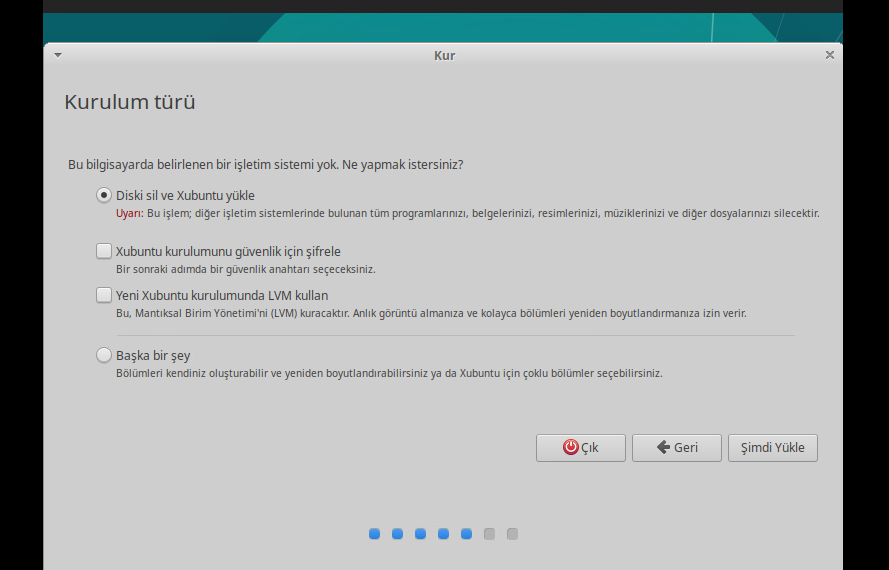 Kur
Kurulum türü
Bu bilgisayarda belirlenen bir işletim sistemi yok. Ne yapmak istersiniz?
Diski sil ve Xubuntu yükle
Uyarı: Bu işlem; diğer işletim sistemlerinde bulunan tüm programlarınızı, belgelerinizi, resimlerinizi, müziklerinizi ve diğer dosyalarınızı silecektir.
Xubuntu kurulumunu güvenlik için şifrele
Bir sonraki adımda bir güvenlik anahtarı seçeceksiniz.
Yeni Xubuntu kurulumunda LVM kullan
Bu, Mantıksal Birim Yönetimi'ni (LVM) kuracaktır. Anlık görüntü almanıza ve kolayca bölümleri yeniden boyutlandırmanıza izin verir.
Başka bir şey
Bölümleri kendiniz oluşturabilir ve yeniden boyutlandırabilirsiniz ya da Xubuntu için çoklu bölümler seçebilirsiniz.
Çık
Geri
Şimdi Yükle